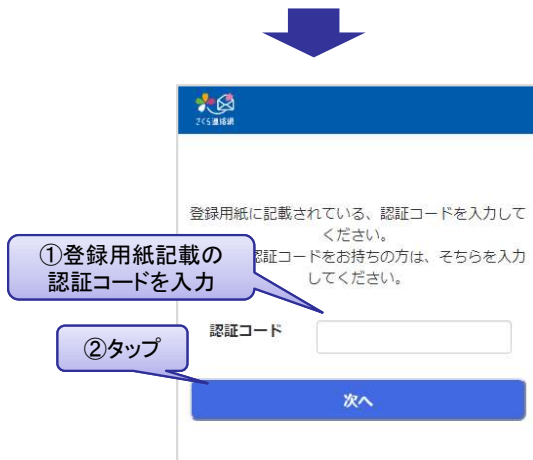 さくら連絡網
登録用紙に記載されている、認証コードを入力して
ください。
認証コードをお持ちの方は、そちらを入力
してください。
①登録用紙記載の
認証コードを入力
認証コード
②タップ
次へ